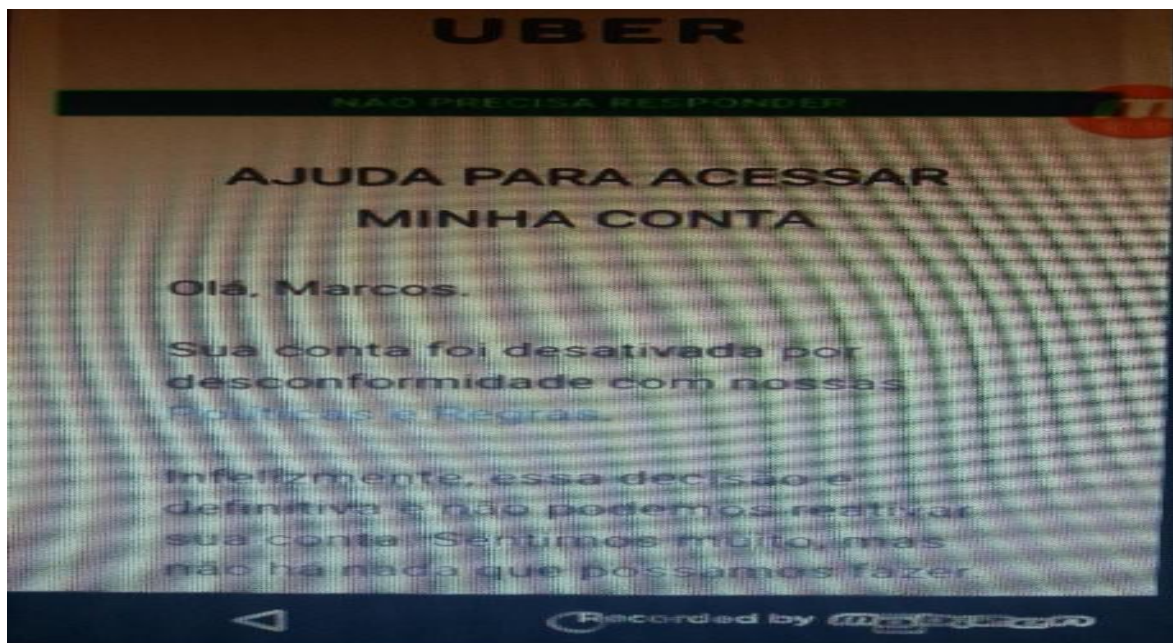 UBER
NAO PRECISA RESPONDER
AJUDA PARA ACESSAR
MINHA CONTA
Olá, Marcos.
Sua conta foi desativada por
desconformidade com nossas
Políticas e Regras.
Infelizmente, essa decisão é
definitiva e não podemos reativar
sua conta "Sentimos muito, mas
não há nada que possamos fazer.
Recorded by